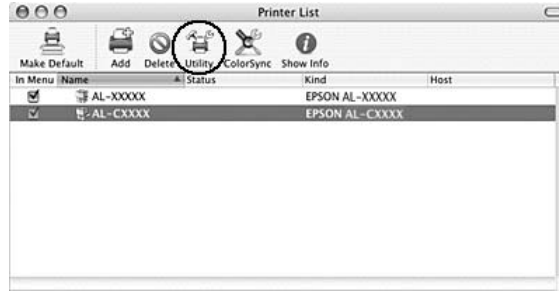 Printer List
Make Default Add Delete Utility ColorSync Show Info
In Menu Name Status Kind Host
AL-XXXXX EPSON AL-XXXXX
AL-CXXXX EPSON AL-CXXXX